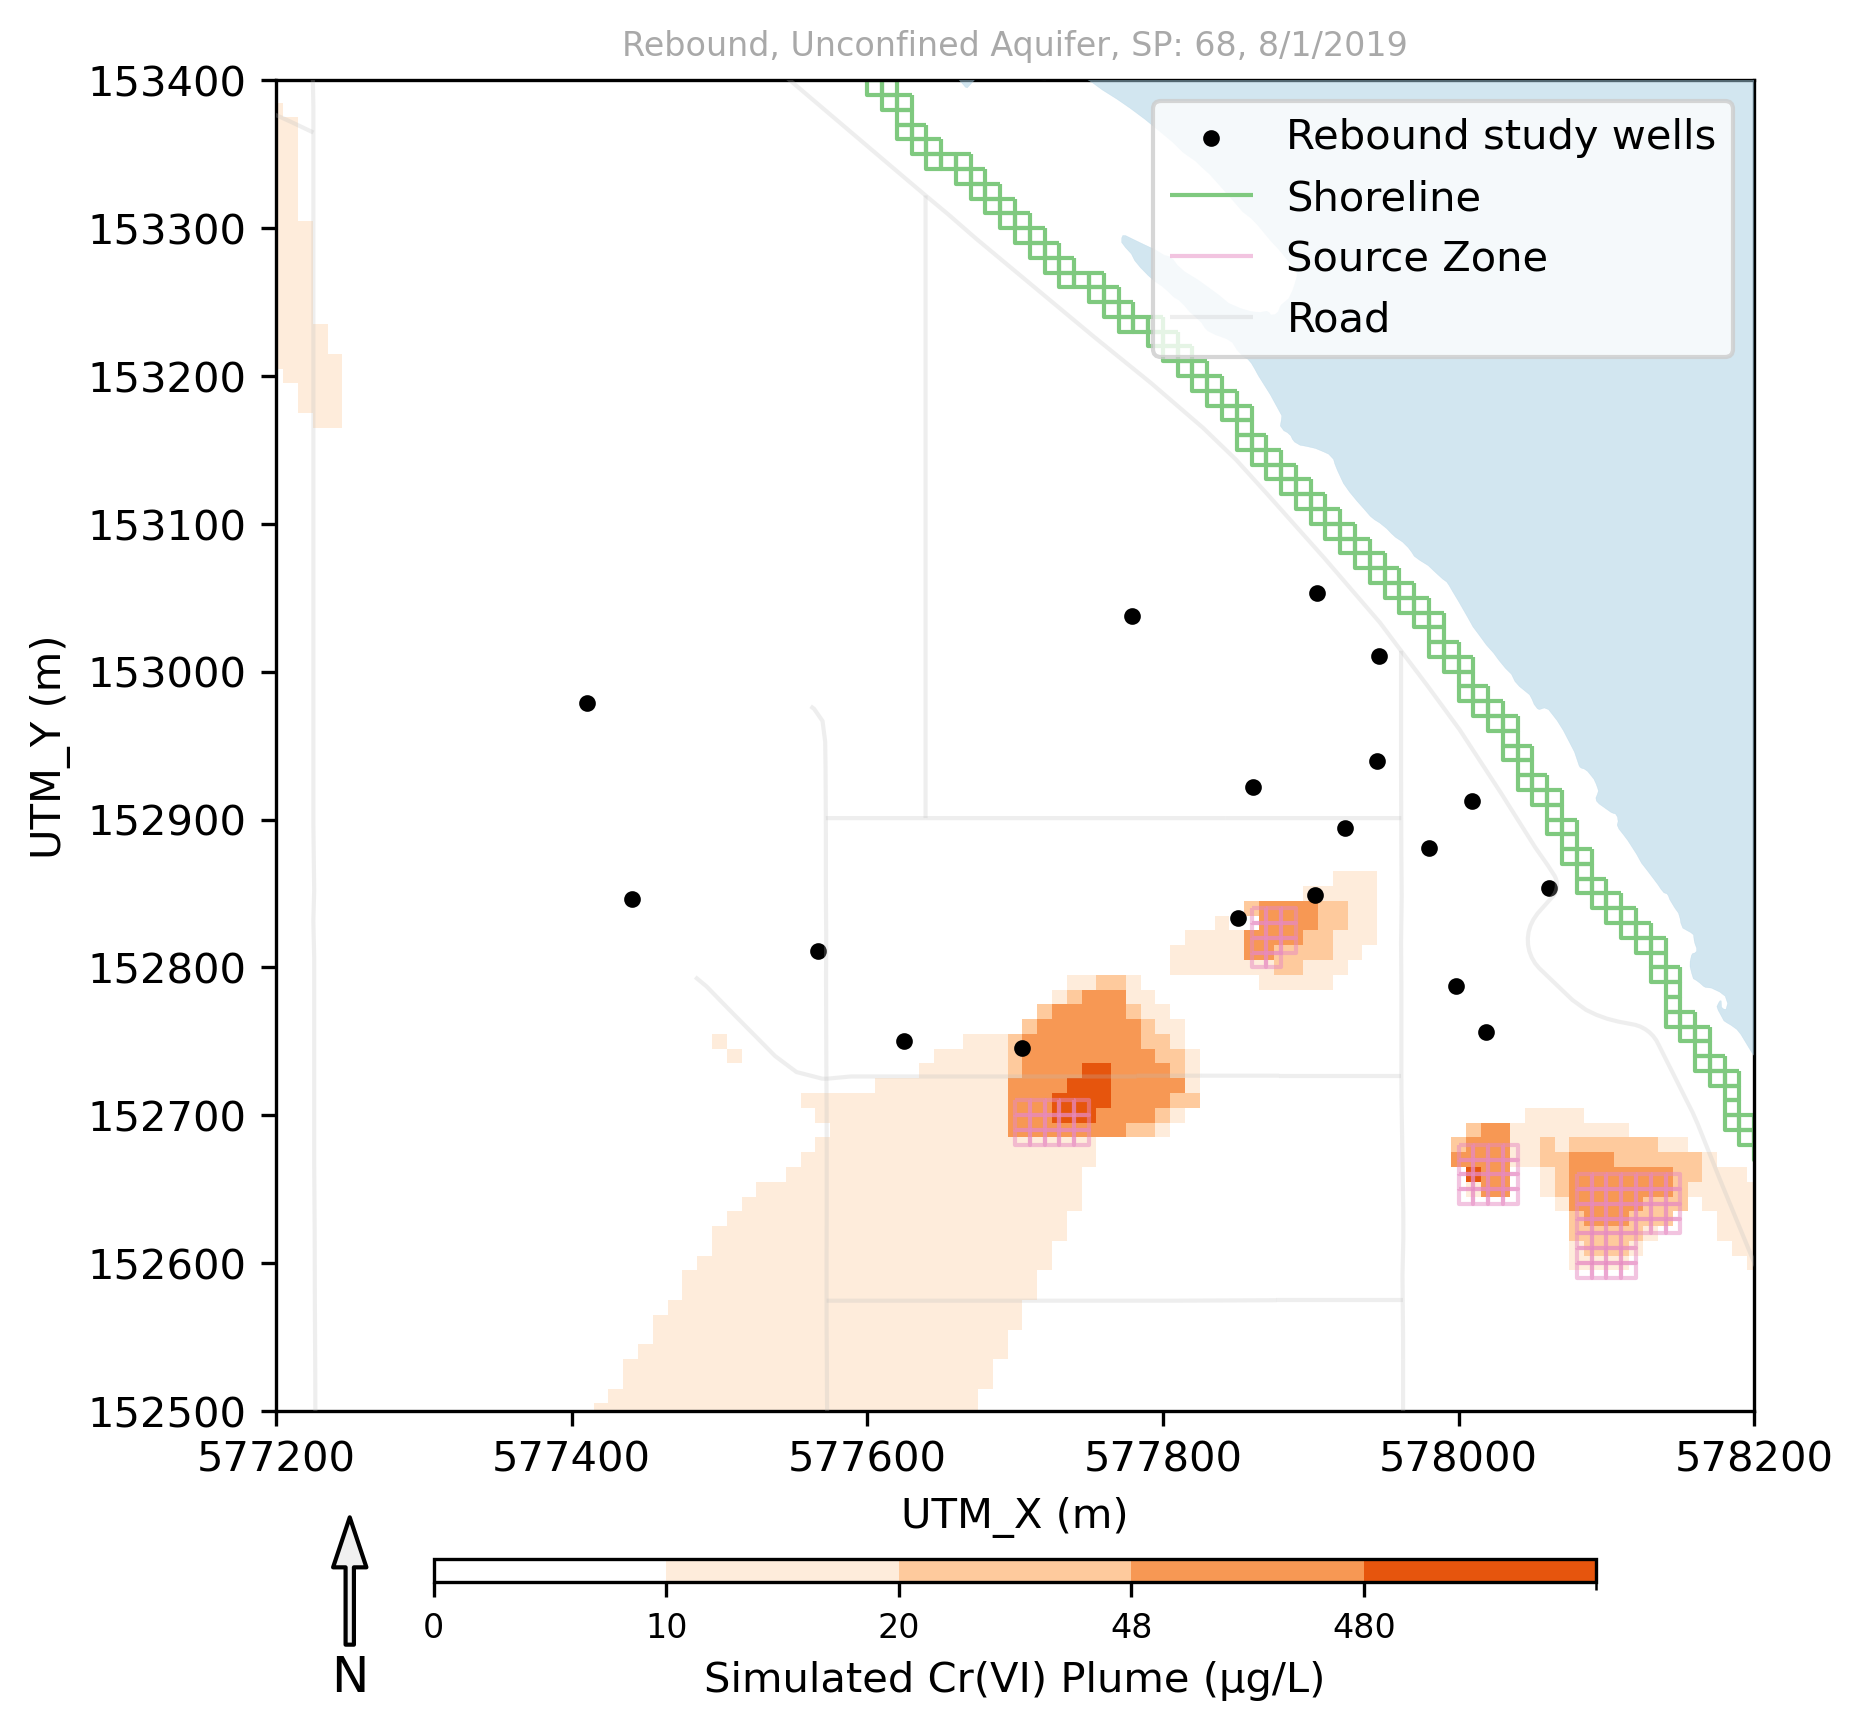 Rebound, Unconfined Aquifer, SP: 68, 8/1/2019
153400
153300
153200
153100
153000
152900
152800
152700
152600
152500
UTM_Y (m)
Rebound study wells
Shoreline
Source Zone
Road
577200 577400 577600 577800 578000 578200
UTM_X (m)
N
0 10 20 48 480
Simulated Cr(VI) Plume (μg/L)